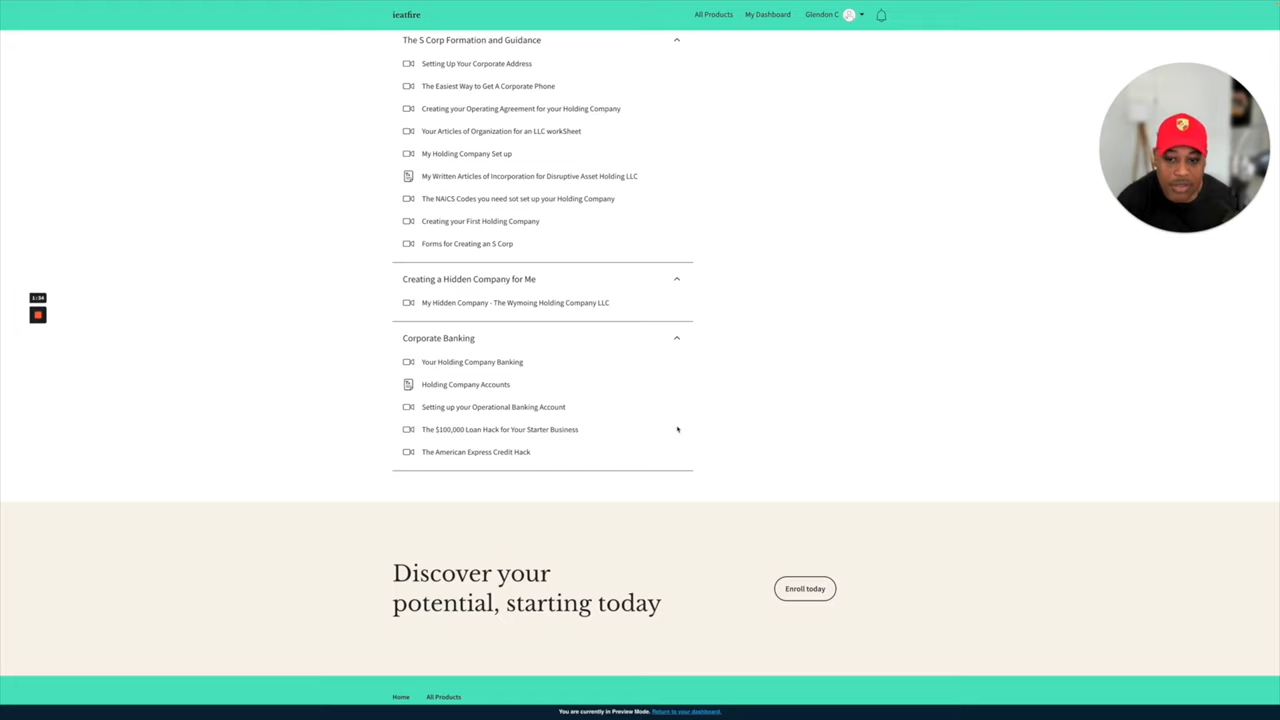 ieatfire
All Products
My Dashboard
Glendon C
The S Corp Formation and Guidance
Setting Up Your Corporate Address
The Easiest Way to Get A Corporate Phone
Creating your Operating Agreement for your Holding Company
Your Articles of Organization for an LLC workSheet
My Holding Company Set up
My Written Articles of Incorporation for Disruptive Asset Holding LLC
The NAICS Codes you need sot set up your Holding Company
Creating your First Holding Company
Forms for Creating an S Corp
Creating a Hidden Company for Me
My Hidden Company - The Wymoing Holding Company LLC
1:34
Corporate Banking
Your Holding Company Banking
Holding Company Accounts
Setting up your Operational Banking Account
The $100,000 Loan Hack for Your Starter Business
The American Express Credit Hack
Discover your
potential, starting today
Enroll today
Home
All Products
You are currently in Preview Mode. Return to your dashboard.